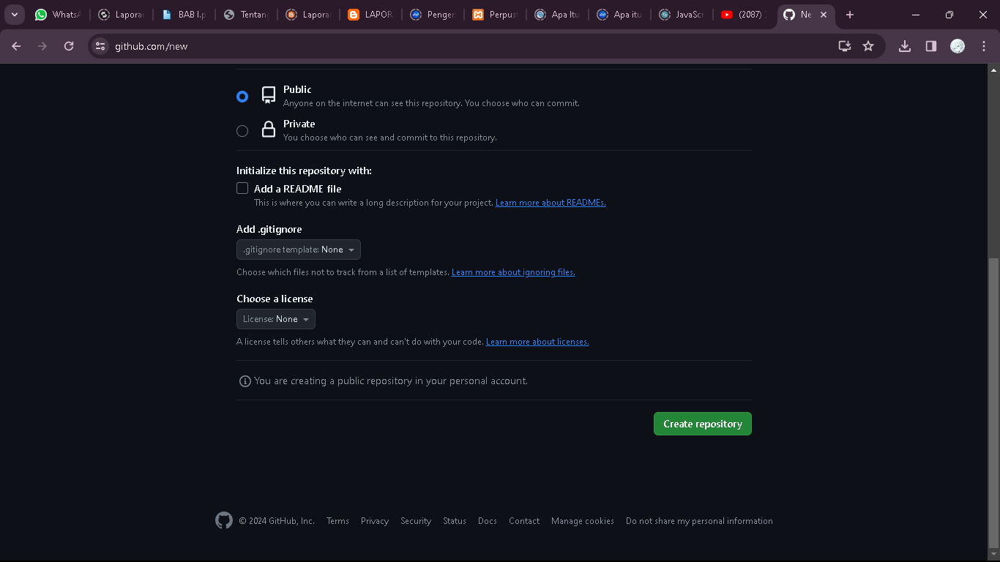 WhatsA
Laporan
BAB I.p
Tentang
Laporan
LAPOR
Penger
Perpust
Apa Itu
Apa itu
JavaScr
(2087)
Ne
github.com/new
Public
Anyone on the internet can see this repository. You choose who can commit.
Private
You choose who can see and commit to this repository.
Initialize this repository with:
Add a README file
This is where you can write a long description for your project. Learn more about READMEs.
Add .gitignore
.gitignore template: None
Choose which files not to track from a list of templates. Learn more about ignoring files.
Choose a license
License: None
A license tells others what they can and can't do with your code. Learn more about licenses.
You are creating a public repository in your personal account.
Create repository
© 2024 GitHub, Inc. Terms Privacy Security Status Docs Contact Manage cookies Do not share my personal information